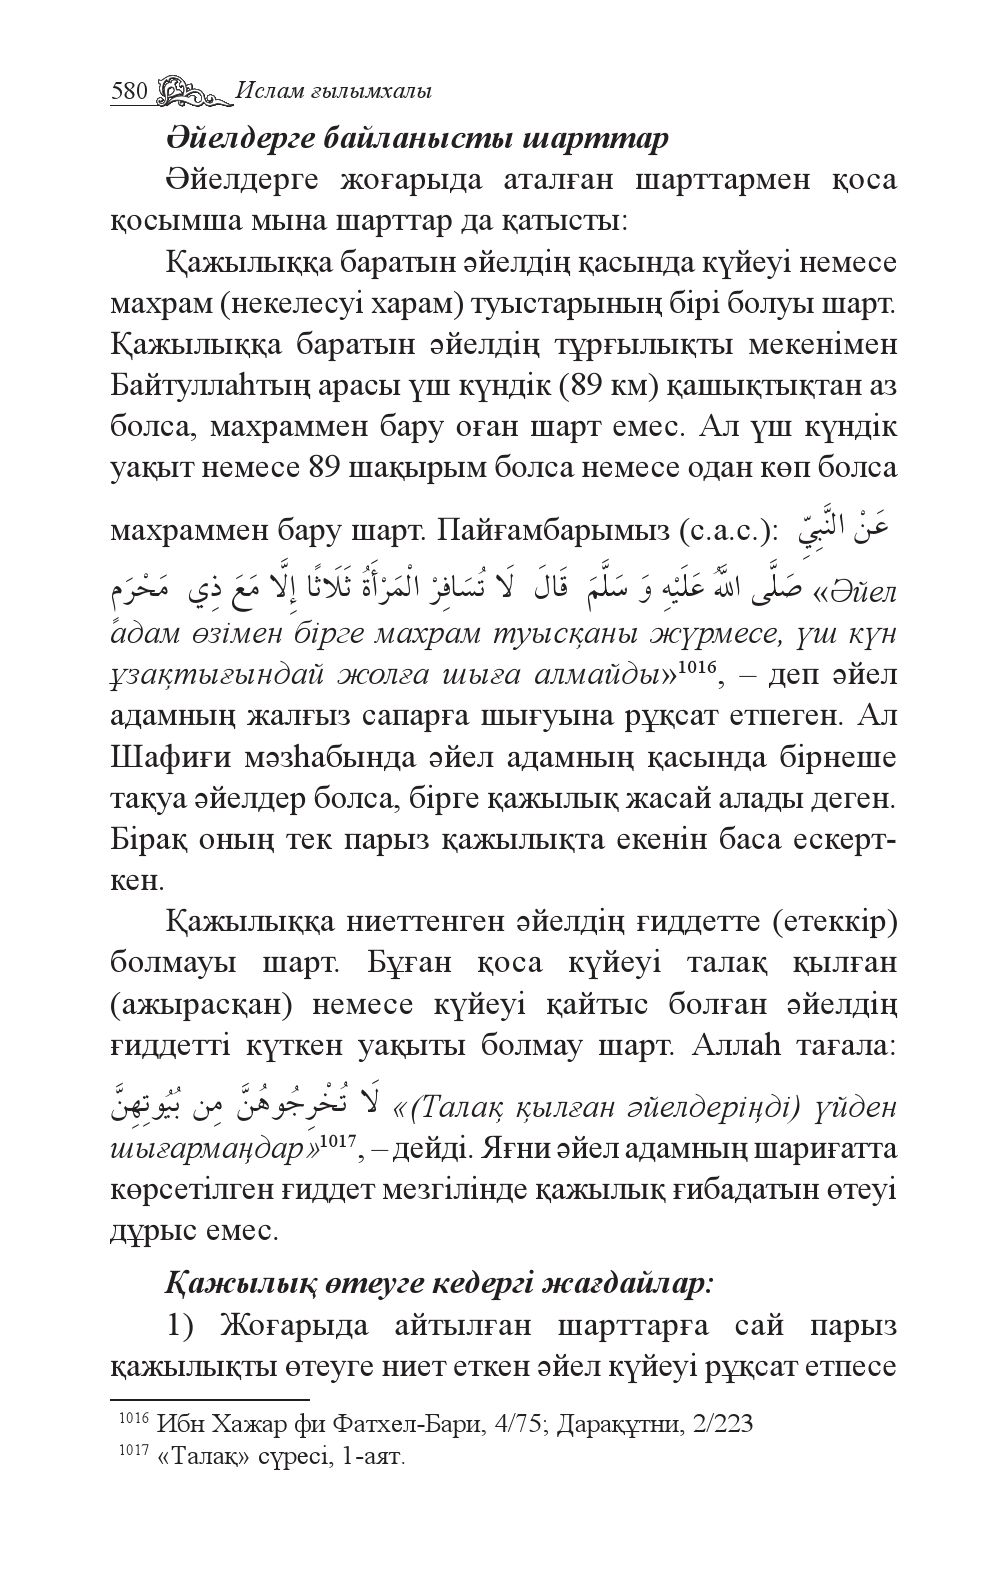 580 Ислам ғылымхалы
Әйелдерге байланысты шарттар
Әйелдерге жоғарыда аталған шарттармен қоса
қосымша мына шарттар да қатысты:
Қажылыққа баратын әйелдің қасында күйеуі немесе
махрам (некелесуі харам) туыстарының бірі болуы шарт.
Қажылыққа баратын әйелдің тұрғылықты мекенімен
Байтуллаһтың арасы үш күндік (89 км) қашықтықтан аз
болса, махраммен бару оған шарт емес. Ал үш күндік
уақыт немесе 89 шақырым болса немесе одан көп болса
махраммен бару шарт. Пайғамбарымыз (с.а.с.): عَنْ النَّبِيِّ
صَلَّى اللهُ عَلَيْهِ وَ سَلَّمَ قَالَ لَا تُسَافِرْ الْمَرْأَةُ ثَلَاثًا إِلَّا مَعَ ذِي مَحْرَمٍ «Әйел
адам өзімен бірге махрам туысқаны жүрмесе, үш күн
ұзақтығындай жолға шыға алмайды»1016, – деп әйел
адамның жалғыз сапарға шығуына рұқсат етпеген. Ал
Шафиғи мәзһабында әйел адамның қасында бірнеше
тақуа әйелдер болса, бірге қажылық жасай алады деген.
Бірақ оның тек парыз қажылықта екенін баса ескерт-
кен.
Қажылыққа ниеттенген әйелдің ғиддетте (етеккір)
болмауы шарт. Бұған қоса күйеуі талақ қылған
(ажырасқан) немесе күйеуі қайтыс болған әйелдің
ғиддетті күткен уақыты болмау шарт. Аллаһ тағала:
لَا تُخْرِجُوهُنَّ مِن بُيُوتِهِنَّ «(Талақ қылған әйелдеріңді) үйден
шығармаңдар»1017, – дейді. Яғни әйел адамның шариғатта
көрсетілген ғиддет мезгілінде қажылық ғибадатын өтеуі
дұрыс емес.
Қажылық өтеуге кедергі жағдайлар:
1) Жоғарыда айтылған шарттарға сай парыз
қажылықты өтеуге ниет еткен әйел күйеуі рұқсат етпесе
1016 Ибн Хажар фи Фатхел-Бари, 4/75; Дарақұтни, 2/223
1017 «Талақ» сүресі, 1-аят.